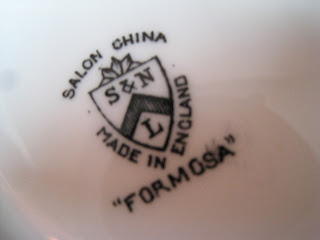 SALON CHINA
S&N
L
MADE IN ENGLAND
"FORMOSA"